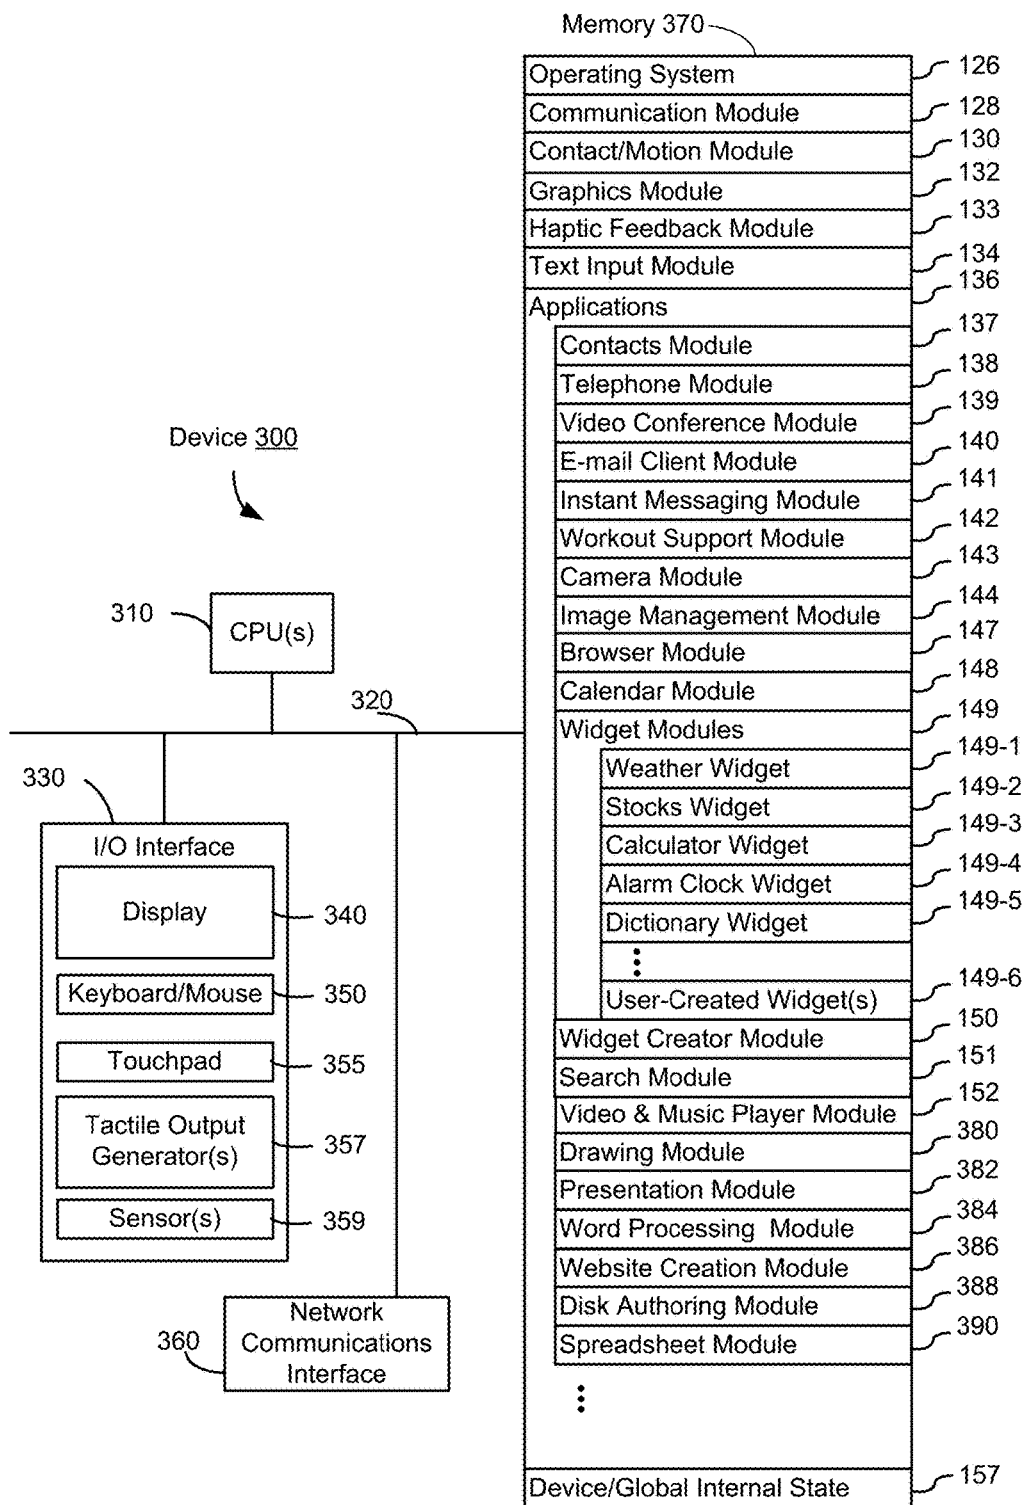 Memory 370
Operating System 126
Communication Module 128
Contact/Motion Module 130
Graphics Module 132
Haptic Feedback Module 133
Text Input Module 134
Applications 136
Contacts Module 137
Telephone Module 138
Video Conference Module 139
E-mail Client Module 140
Instant Messaging Module 141
Workout Support Module 142
Camera Module 143
Image Management Module 144
Browser Module 147
Calendar Module 148
Widget Modules 149
Weather Widget 149-1
Stocks Widget 149-2
Calculator Widget 149-3
Alarm Clock Widget 149-4
Dictionary Widget 149-5
User-Created Widget(s) 149-6
Widget Creator Module 150
Search Module 151
Video & Music Player Module 152
Drawing Module 380
Presentation Module 382
Word Processing Module 384
Website Creation Module 386
Disk Authoring Module 388
Spreadsheet Module 390
Device/Global Internal State 157
Device 300
310
CPU(s)
320
330
I/O Interface
Display 340
Keyboard/Mouse 350
Touchpad 355
Tactile Output
Generator(s) 357
Sensor(s) 359
360
Network
Communications
Interface